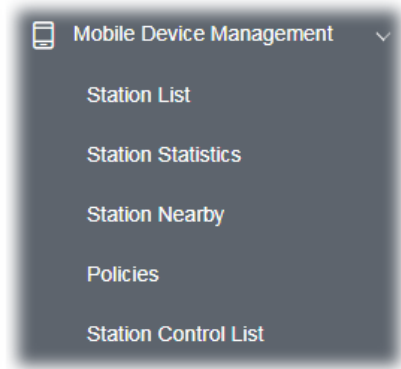 Mobile Device Management
Station List
Station Statistics
Station Nearby
Policies
Station Control List